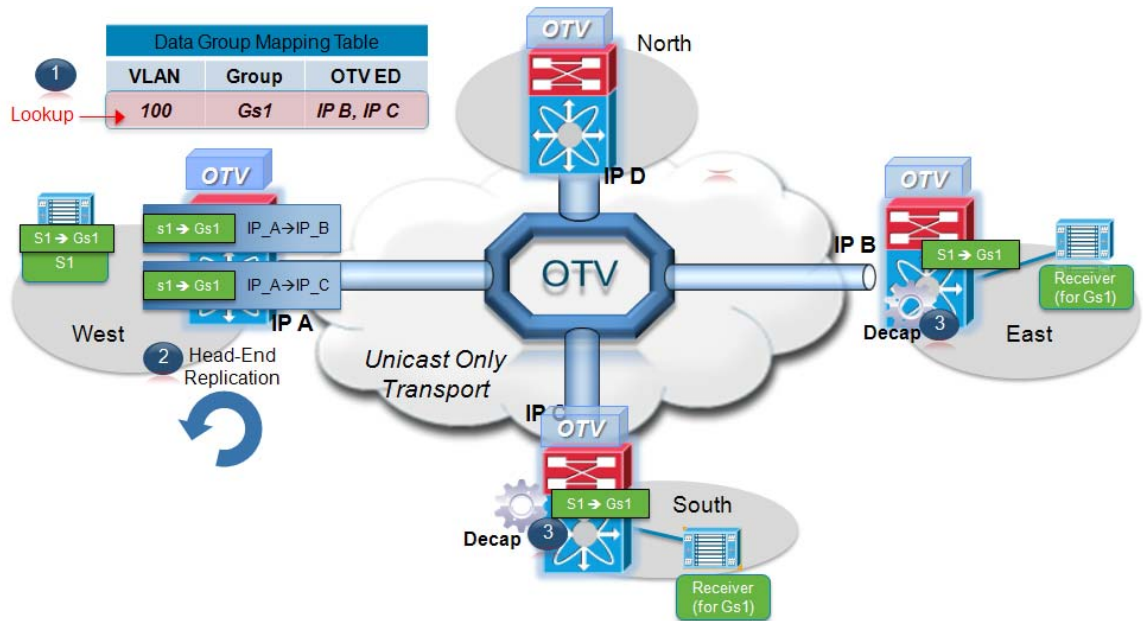 OTV
North
Data Group Mapping Table
VLAN Group OTV ED
100 Gs1 IP B, IP C
1
Lookup
IP D
OTV
S1 ➔ Gs1
S1
s1 ➔ Gs1 IP_A➔IP_B
s1 ➔ Gs1 IP_A➔IP_C
IP A
West
2
Head-End
Replication
OTV
Unicast Only
Transport
OTV
IP B
S1 ➔ Gs1
Receiver
(for Gs1)
Decap
3
East
IP
OTV
S1 ➔ Gs1
South
Decap
3
Receiver
(for Gs1)